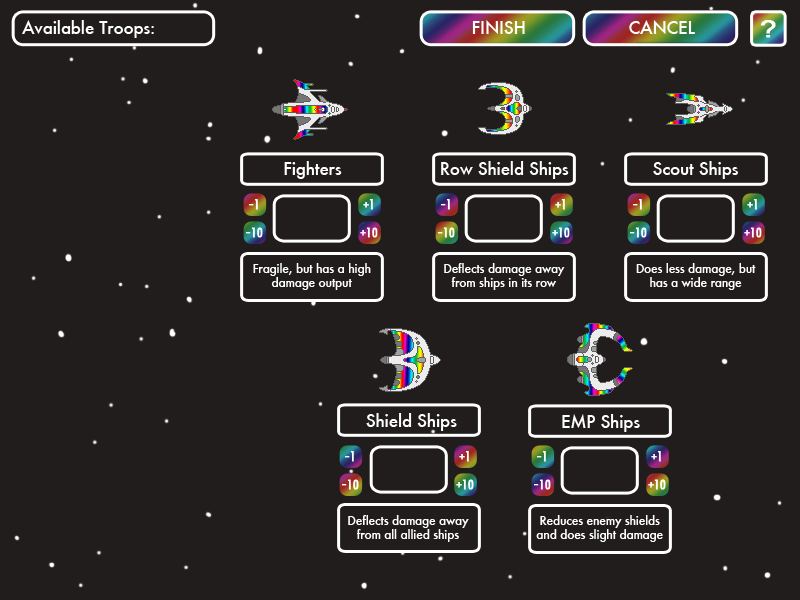 Available Troops:
FINISH
CANCEL
?
Fighters
-1
+1
-10
+10
Fragile, but has a high
damage output
Row Shield Ships
-1
+1
-10
+10
Deflects damage away
from ships in its row
Scout Ships
-1
+1
-10
+10
Does less damage, but
has a wide range
Shield Ships
-1
+1
-10
+10
Deflects damage away
from all allied ships
EMP Ships
-1
+1
-10
+10
Reduces enemy shields
and does slight damage